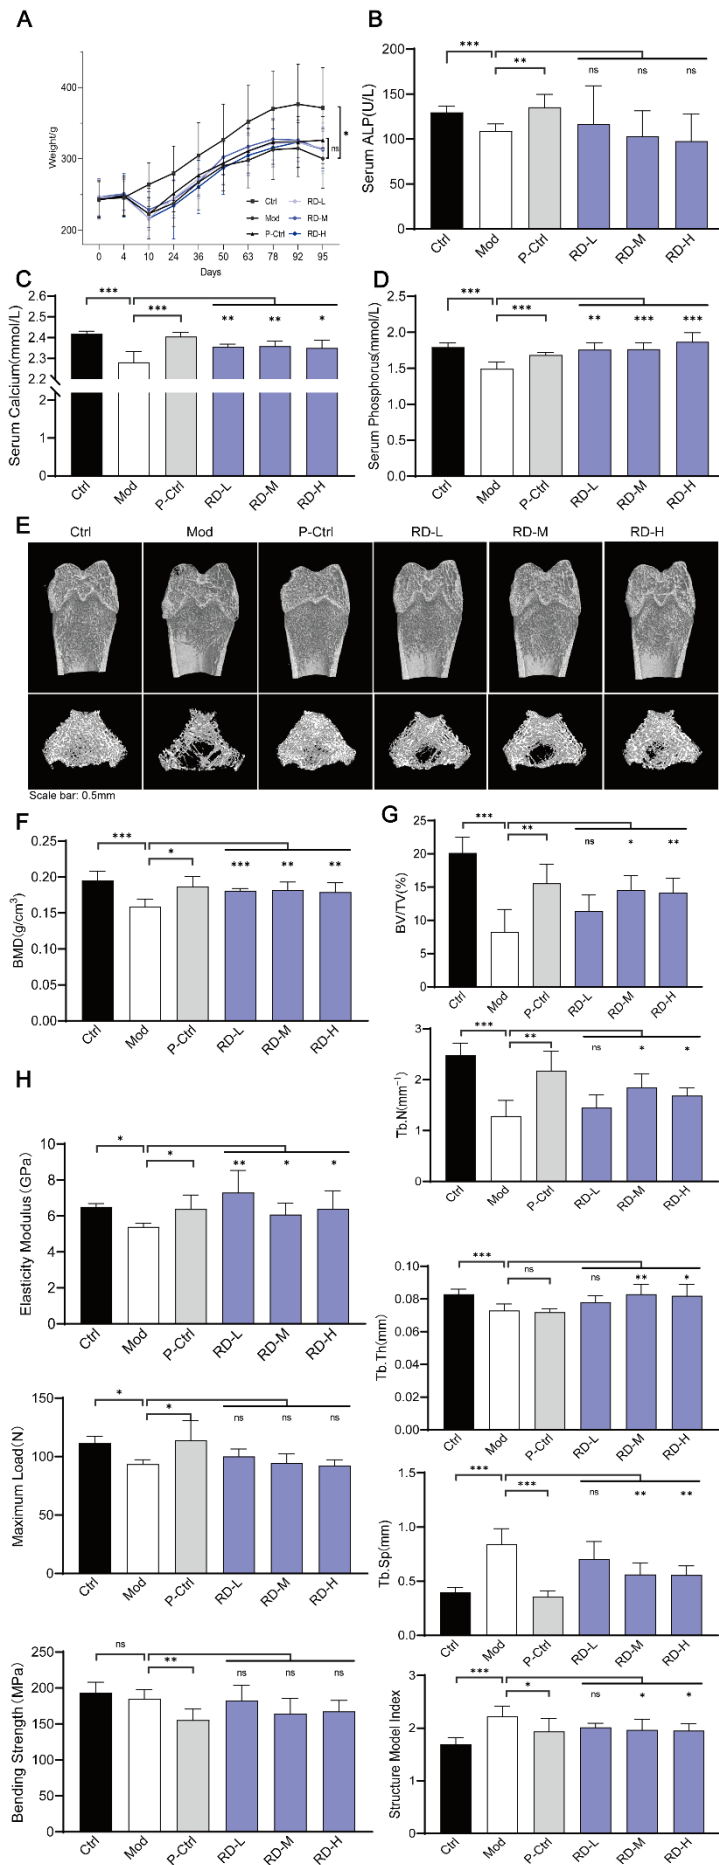 A
Weight/g
400
300
200
*
ns
Ctrl
Mod
P-Ctrl
RD-L
RD-M
RD-H
0 4 10 24 36 50 63 78 92 95
Days
B
Serum ALP(U/L)
200
150
100
50
0
***
**
ns ns ns
Ctrl Mod P-Ctrl RD-L RD-M RD-H
C
Serum Calcium(mmol/L)
2.6
2.5
2.4
2.3
2.2
2
1
0
***
***
** ** *
Ctrl Mod P-Ctrl RD-L RD-M RD-H
D
Serum Phosphorus(mmol/L)
2.5
2.0
1.5
1.0
0.5
0.0
***
***
** *** ***
Ctrl Mod P-Ctrl RD-L RD-M RD-H
E
Ctrl Mod P-Ctrl RD-L RD-M RD-H
Scale bar: 0.5mm
F
BMD(g/cm³)
0.25
0.20
0.15
0.10
0.05
0.00
***
*
*** ** **
Ctrl Mod P-Ctrl RD-L RD-M RD-H
G
BV/TV(%)
25
20
15
10
5
0
***
**
ns * **
Ctrl Mod P-Ctrl RD-L RD-M RD-H
Tb.N(mm⁻¹)
3
2
1
0
***
**
ns * *
Ctrl Mod P-Ctrl RD-L RD-M RD-H
Tb.Th(mm)
0.10
0.08
0.06
0.04
0.02
0.00
***
ns
ns ** *
Ctrl Mod P-Ctrl RD-L RD-M RD-H
Tb.Sp(mm)
1.5
1.0
0.5
0.0
***
***
ns ** **
Ctrl Mod P-Ctrl RD-L RD-M RD-H
Structure Model Index
3
2
1
0
***
*
ns * *
Ctrl Mod P-Ctrl RD-L RD-M RD-H
H
Elasticity Modulus(GPa)
10
8
6
4
2
0
*
*
** * *
Ctrl Mod P-Ctrl RD-L RD-M RD-H
Maximum Load(N)
150
100
50
0
*
*
ns ns ns
Ctrl Mod P-Ctrl RD-L RD-M RD-H
Bending Strength(MPa)
250
200
150
100
50
0
ns
**
ns ns ns
Ctrl Mod P-Ctrl RD-L RD-M RD-H